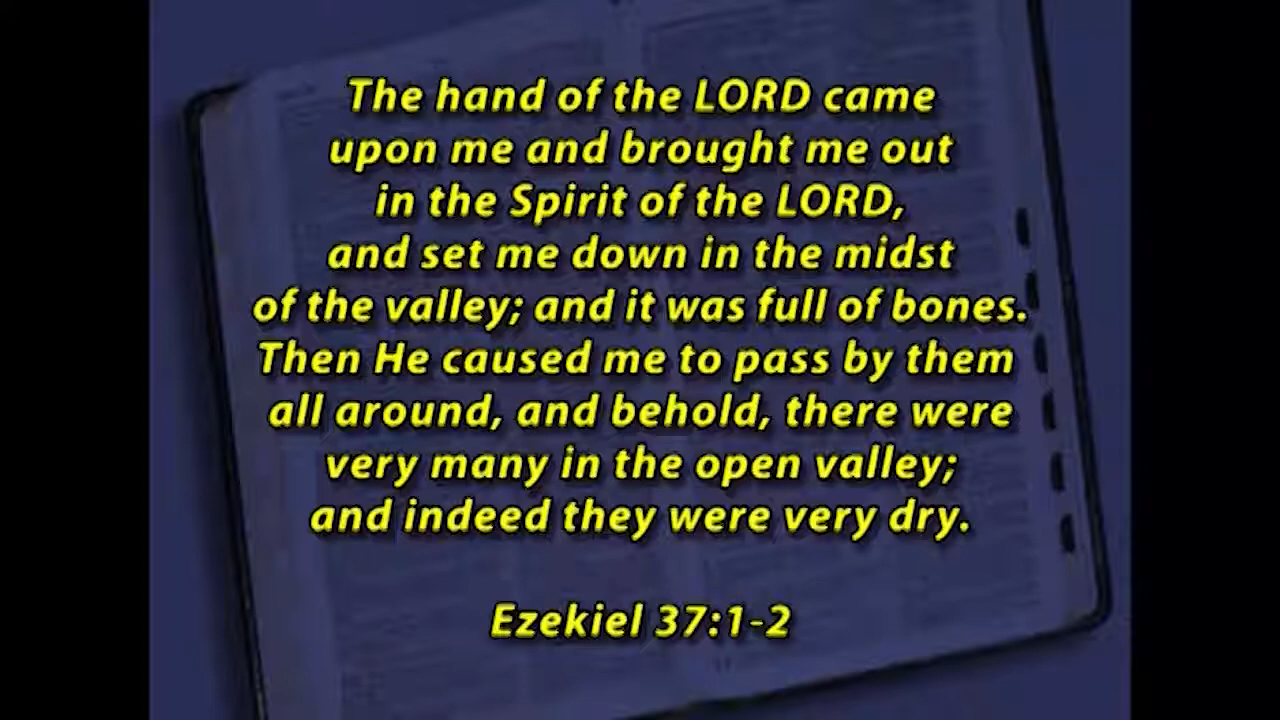 The hand of the LORD came
upon me and brought me out
in the Spirit of the LORD,
and set me down in the midst
of the valley; and it was full of bones.
Then He caused me to pass by them
all around, and behold, there were
very many in the open valley;
and indeed they were very dry.
Ezekiel 37:1-2